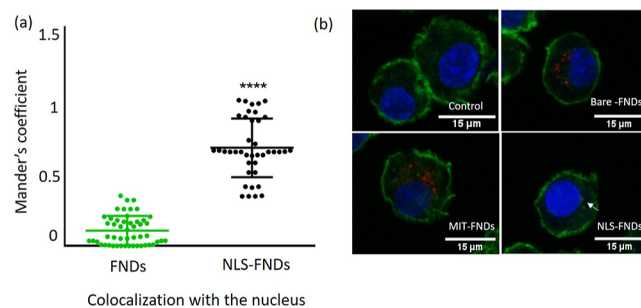 (a)
1.5
1
0.5
0
Mander's coefficient
****
FNDs
NLS-FNDs
Colocalization with the nucleus
(b)
Control
15 µm
Bare -FNDs
15 µm
MIT-FNDs
15 µm
NLS-FNDs
15 µm